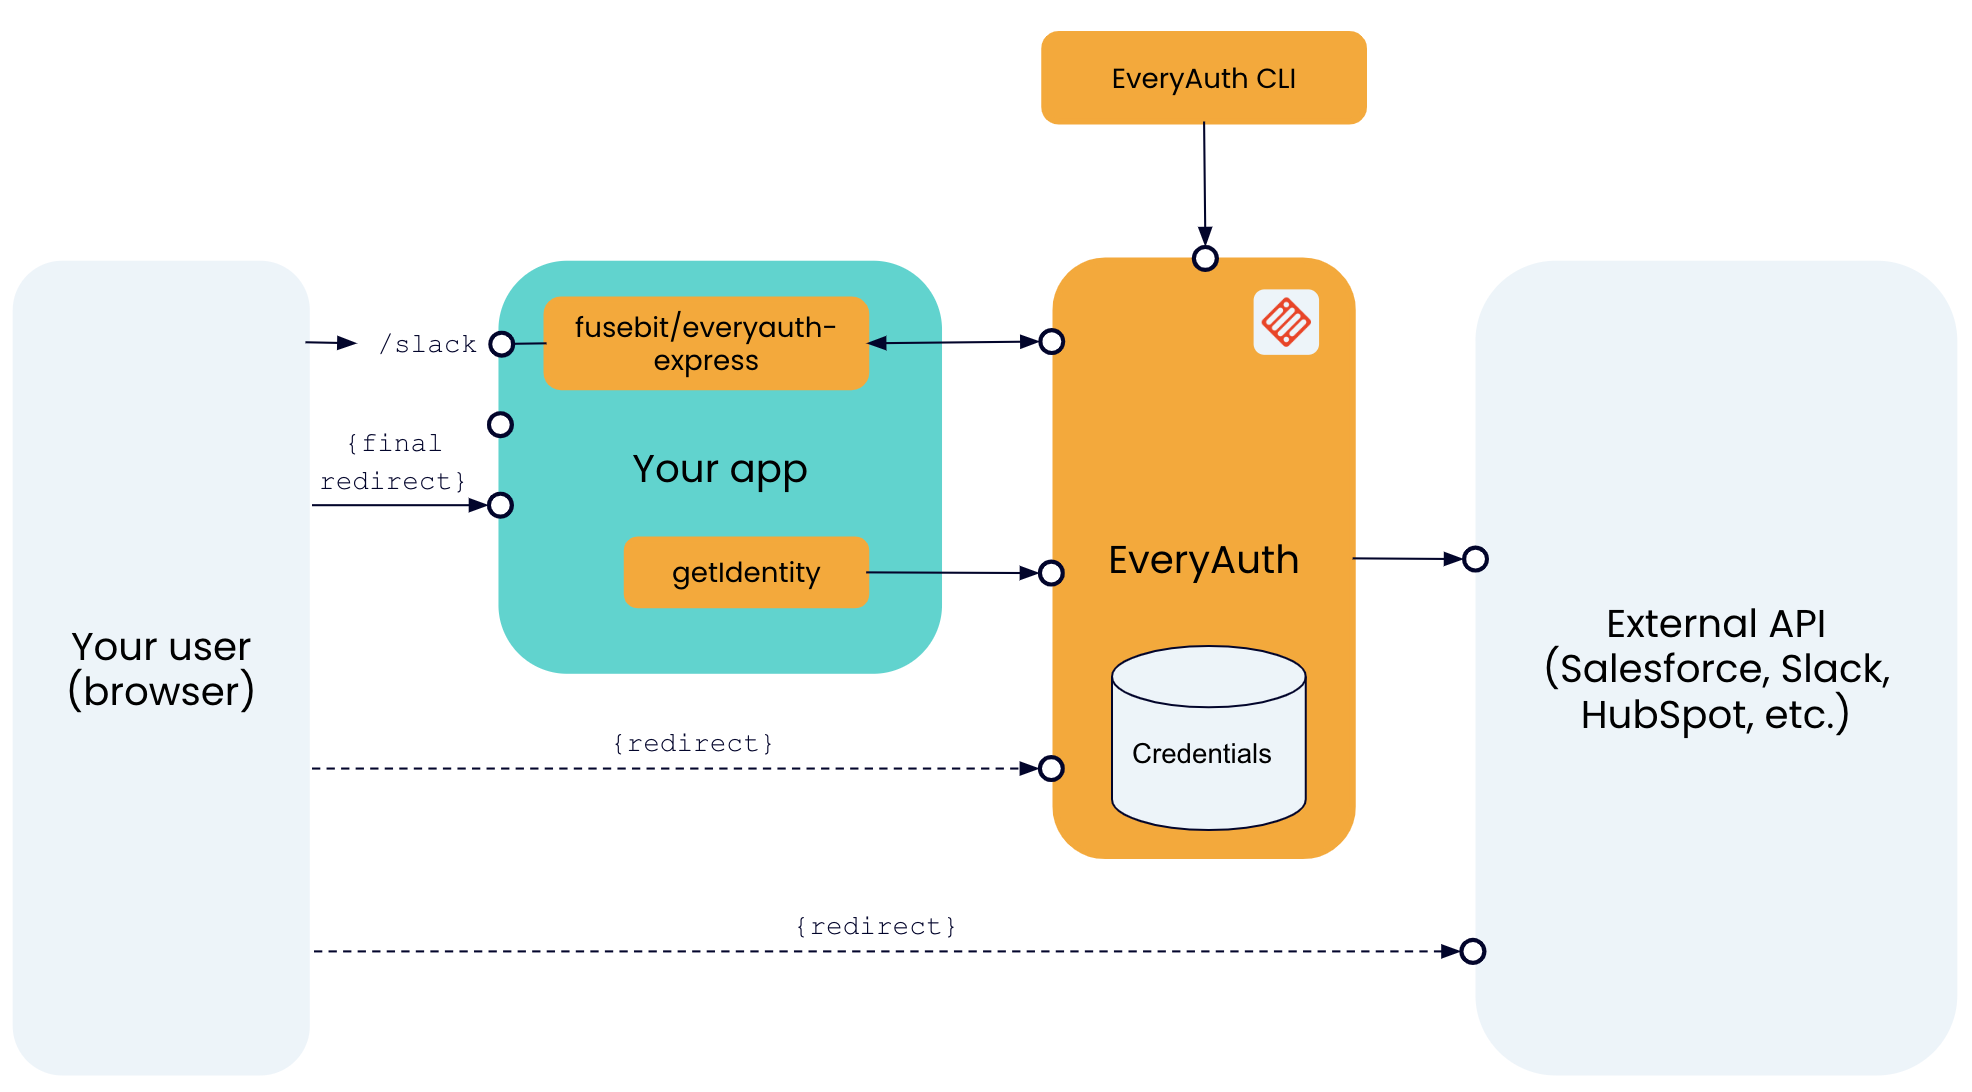 EveryAuth CLI
/slack
fusebit/everyauth-
express
{final
redirect}
Your app
getIdentity
EveryAuth
Your user
(browser)
External API
(Salesforce, Slack,
HubSpot, etc.)
{redirect}
Credentials
{redirect}